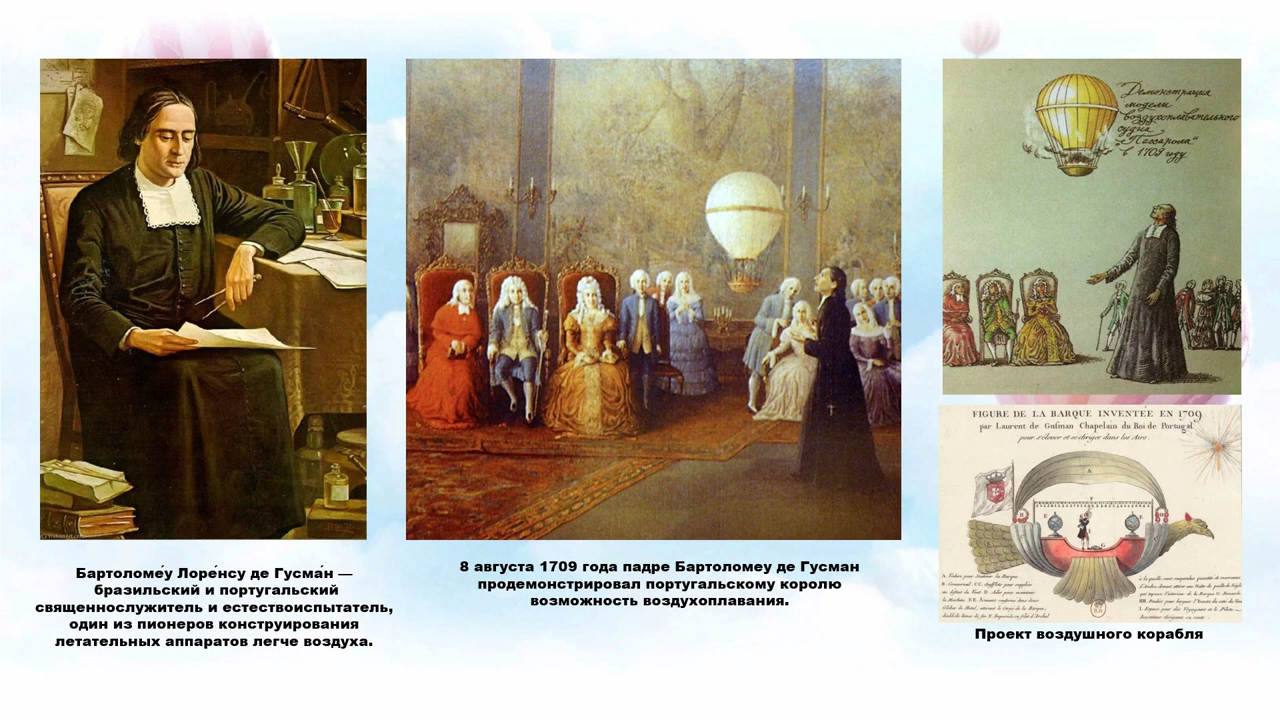 Бартоломе́у Лоре́нсу де Гусма́н —
бразильский и португальский
священнослужитель и естествоиспытатель,
один из пионеров конструирования
летательных аппаратов легче воздуха.
8 августа 1709 года падре Бартоломеу де Гусман
продемонстрировал португальскому королю
возможность воздухоплавания.
Демонстрация
модели
воздухоплавательного
судна
„Пассарола“
в 1709 году
FIGURE DE LA BARQUE INVENTÉE EN 1709
par Laurent de Gusman Chapelain du Roi de Portugal
pour s'élever et se diriger dans les Airs.
Проект воздушного корабля